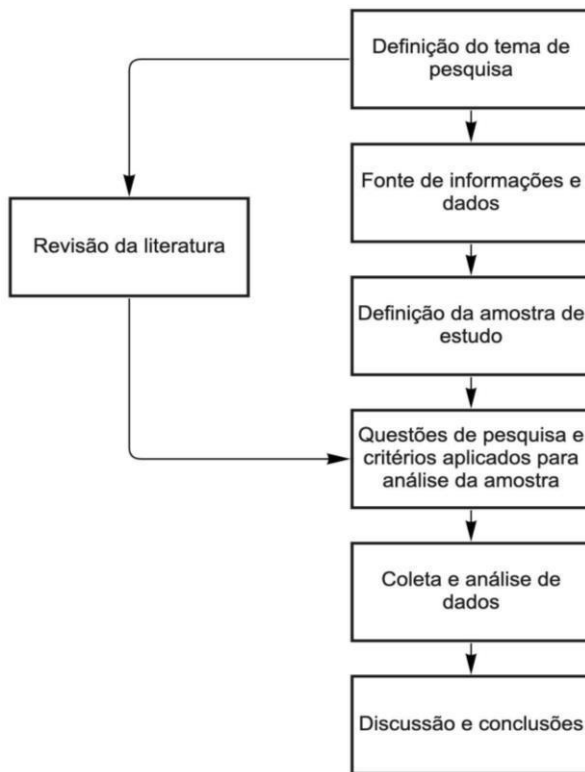 Definição do tema de
pesquisa
Fonte de informações e
dados
Revisão da literatura
Definição da amostra de
estudo
Questões de pesquisa e
critérios aplicados para
análise da amostra
Coleta e análise de
dados
Discussão e conclusões